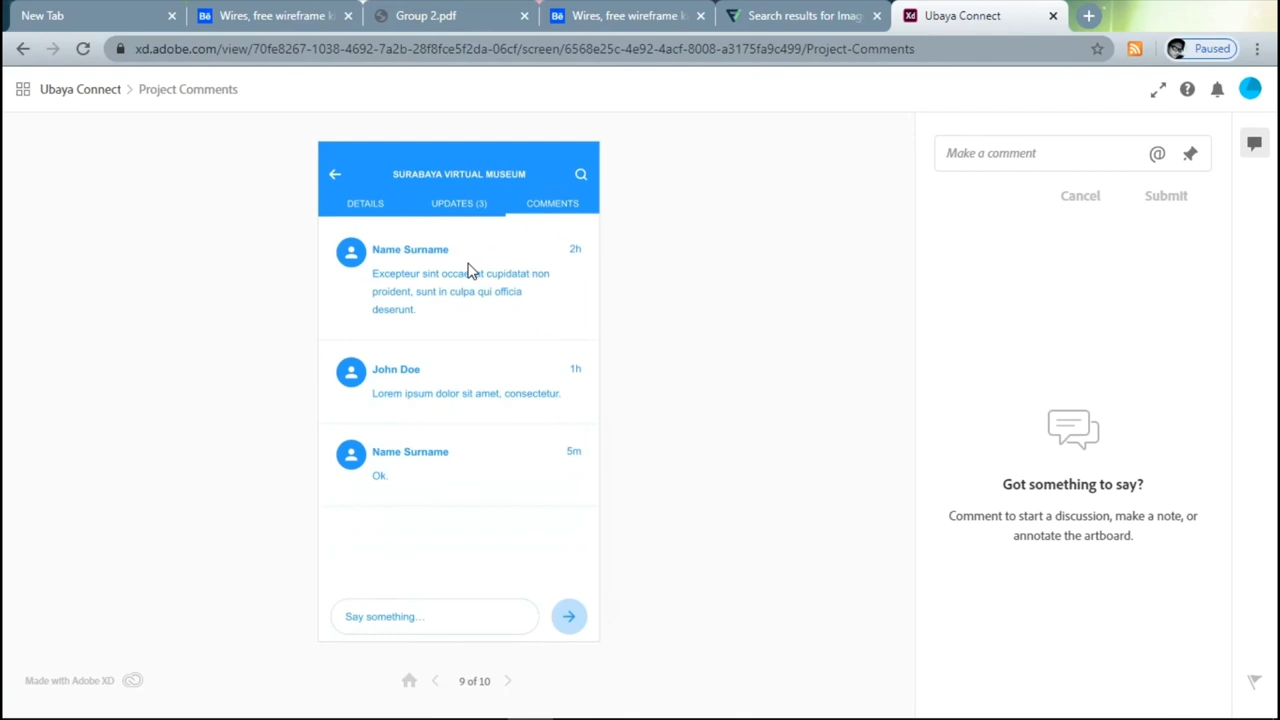 New Tab
Wires, free wireframe k
Group 2.pdf
Wires, free wireframe k
Search results for Imag
Ubaya Connect
xd.adobe.com/view/70fe8267-1038-4692-7a2b-28f8fce5f2da-06cf/screen/6568e25c-4e92-4acf-8008-a3175fa9c499/Project-Comments
Paused
Ubaya Connect > Project Comments
SURABAYA VIRTUAL MUSEUM
DETAILS
UPDATES (3)
COMMENTS
Name Surname
2h
Excepteur sint occaecat cupidatat non
proident, sunt in culpa qui officia
deserunt.
John Doe
1h
Lorem ipsum dolor sit amet, consectetur.
Name Surname
5m
Ok.
Say something...
Made with Adobe XD
9 of 10
Make a comment
Cancel
Submit
Got something to say?
Comment to start a discussion, make a note, or
annotate the artboard.